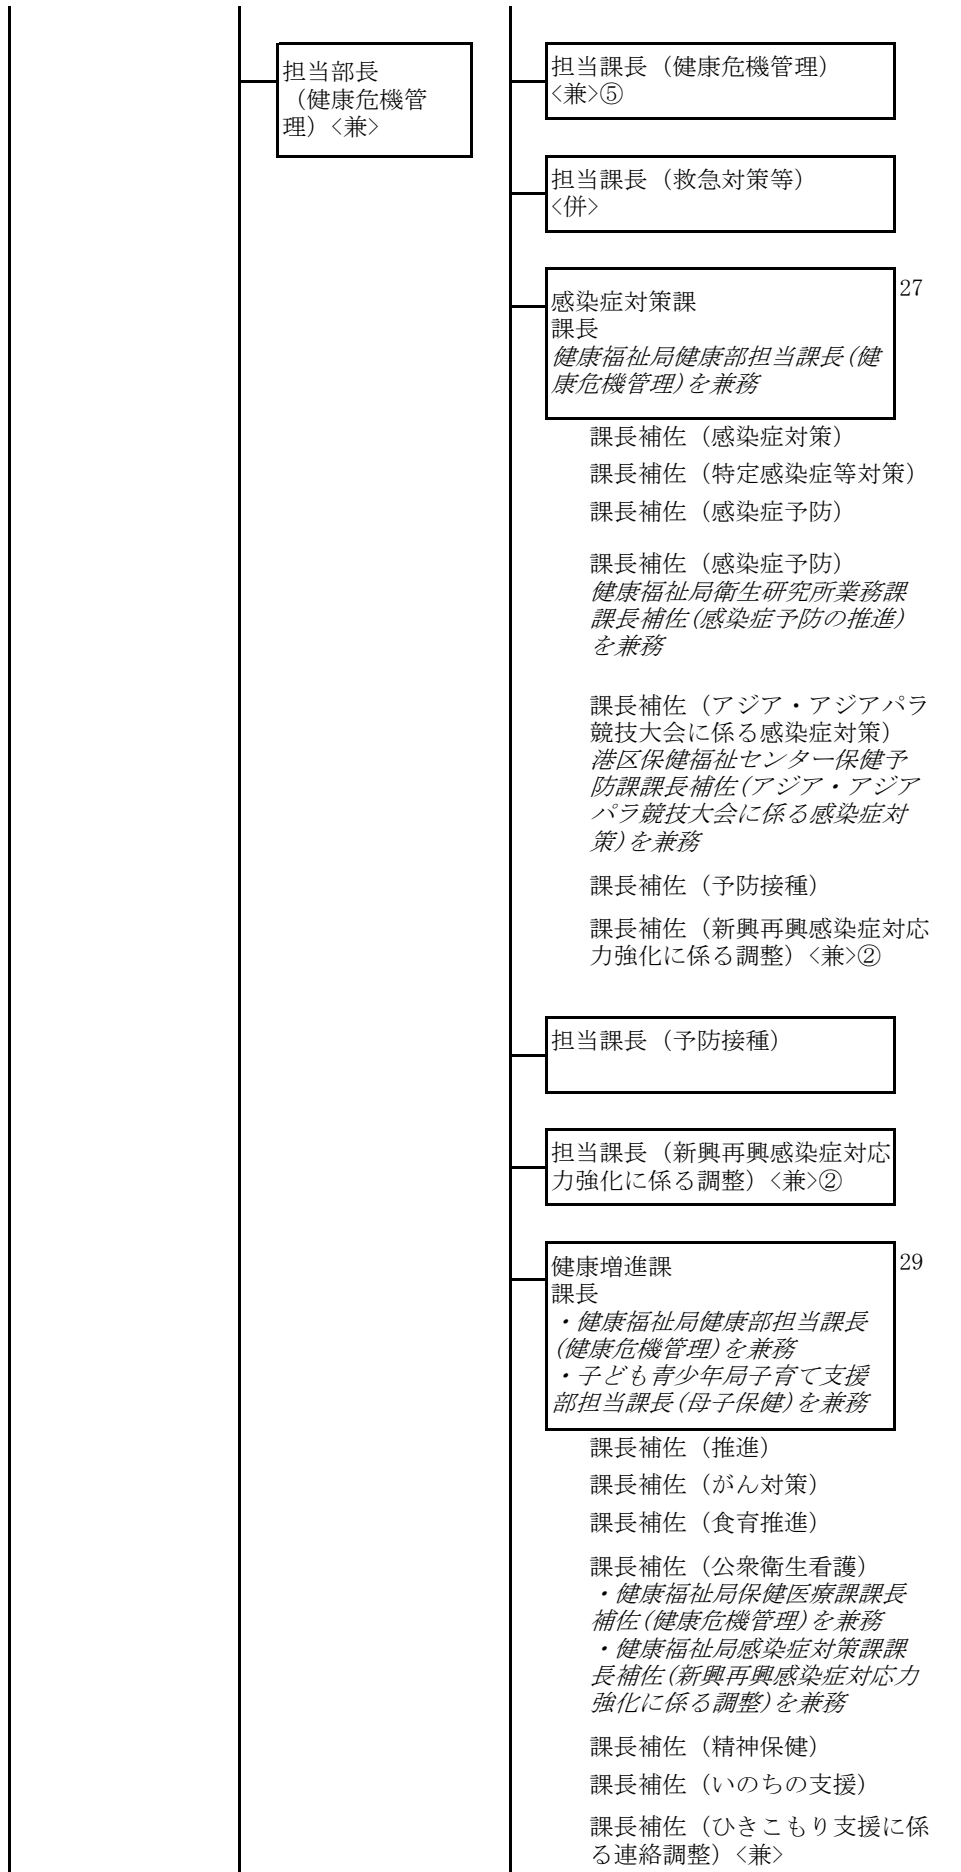 担当部長
（健康危機管
理）<兼>
担当課長（健康危機管理）
<兼>⑤
担当課長（救急対策等）
<併>
感染症対策課
課長
健康福祉局健康部担当課長(健
康危機管理)を兼務
27
課長補佐（感染症対策）
課長補佐（特定感染症等対策）
課長補佐（感染症予防）
課長補佐（感染症予防）
健康福祉局衛生研究所業務課
課長補佐(感染症予防の推進)
を兼務
課長補佐（アジア・アジアパラ
競技大会に係る感染症対策）
港区保健福祉センター保健予
防課課長補佐(アジア・アジア
パラ競技大会に係る感染症対
策)を兼務
課長補佐（予防接種）
課長補佐（新興再興感染症対応
力強化に係る調整）<兼>②
担当課長（予防接種）
担当課長（新興再興感染症対応
力強化に係る調整）<兼>②
健康増進課
課長
・健康福祉局健康部担当課長
(健康危機管理)を兼務
・子ども青少年局子育て支援
部担当課長(母子保健)を兼務
29
課長補佐（推進）
課長補佐（がん対策）
課長補佐（食育推進）
課長補佐（公衆衛生看護）
・健康福祉局保健医療課課長
補佐(健康危機管理)を兼務
・健康福祉局感染症対策課課
長補佐(新興再興感染症対応力
強化に係る調整)を兼務
課長補佐（精神保健）
課長補佐（いのちの支援）
課長補佐（ひきこもり支援に係
る連絡調整）<兼>